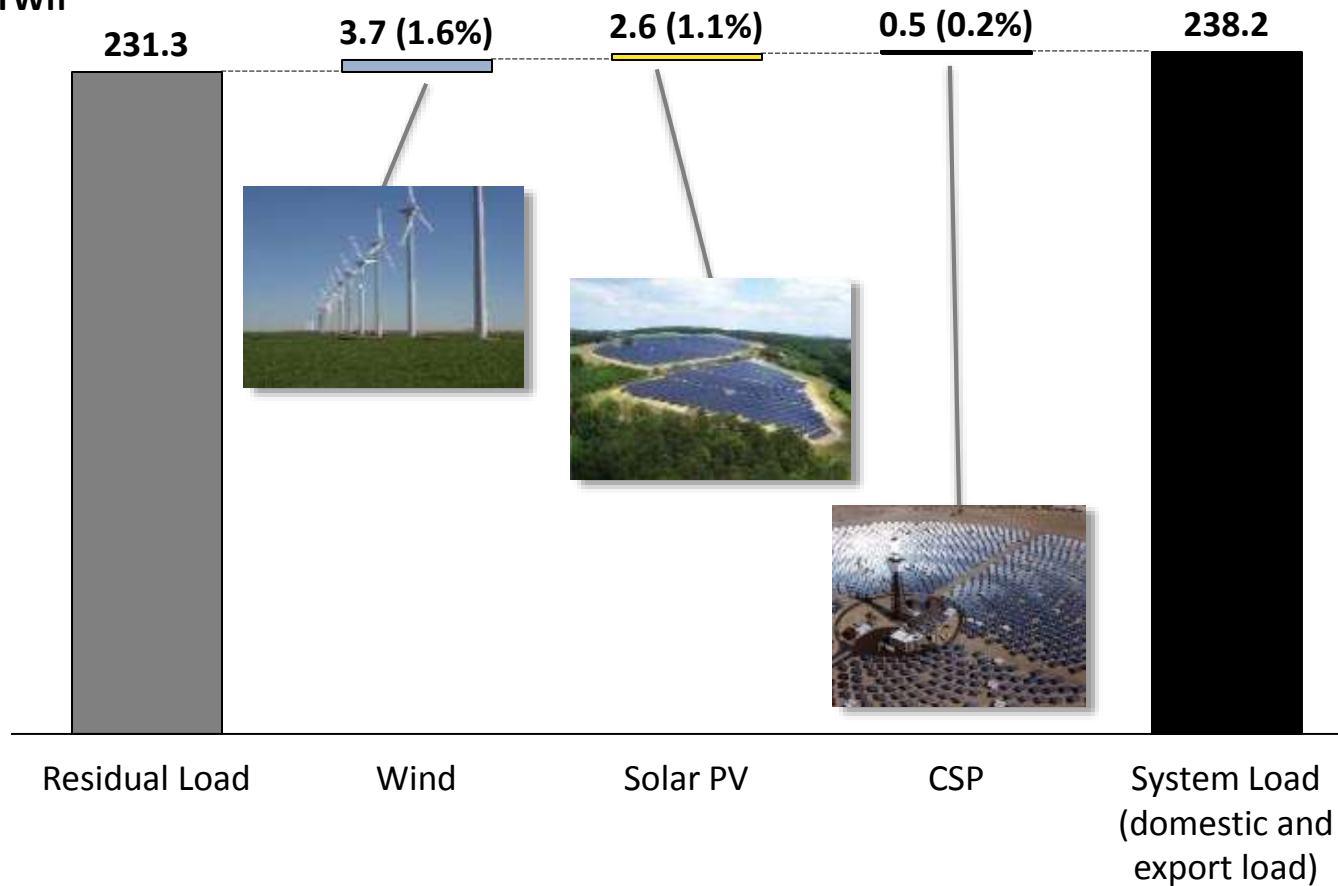 231.3
3.7 (1.6%)
2.6 (1.1%)
0.5 (0.2%)
238.2
Residual Load
Wind
Solar PV
CSP
System Load
(domestic and
export load)